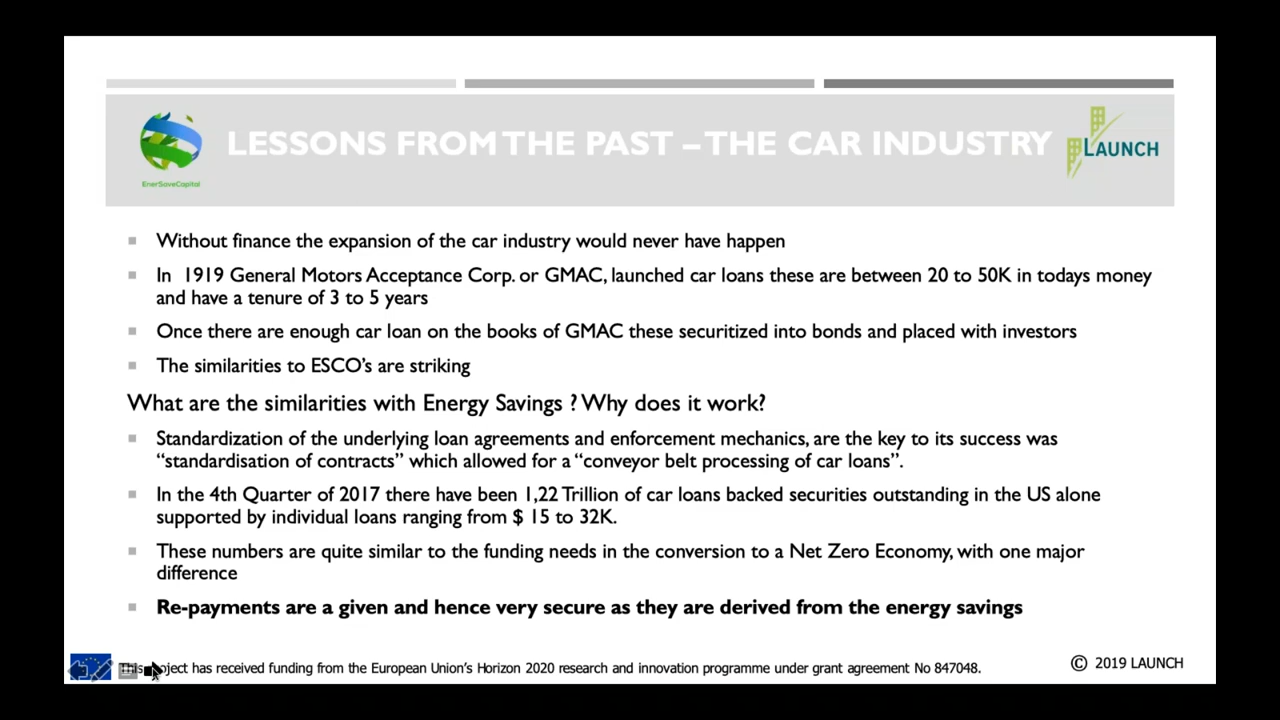 LESSONS FROM THE PAST – THE CAR INDUSTRY
EnerSaveCapital
LAUNCH
Without finance the expansion of the car industry would never have happen
In 1919 General Motors Acceptance Corp. or GMAC, launched car loans these are between 20 to 50K in todays money
and have a tenure of 3 to 5 years
Once there are enough car loan on the books of GMAC these securitized into bonds and placed with investors
The similarities to ESCO's are striking
What are the similarities with Energy Savings ? Why does it work?
Standardization of the underlying loan agreements and enforcement mechanics, are the key to its success was
“standardisation of contracts” which allowed for a “conveyor belt processing of car loans”.
In the 4th Quarter of 2017 there have been 1,22 Trillion of car loans backed securities outstanding in the US alone
supported by individual loans ranging from $ 15 to 32K.
These numbers are quite similar to the funding needs in the conversion to a Net Zero Economy, with one major
difference
Re-payments are a given and hence very secure as they are derived from the energy savings
This project has received funding from the European Union's Horizon 2020 research and innovation programme under grant agreement No 847048.
© 2019 LAUNCH